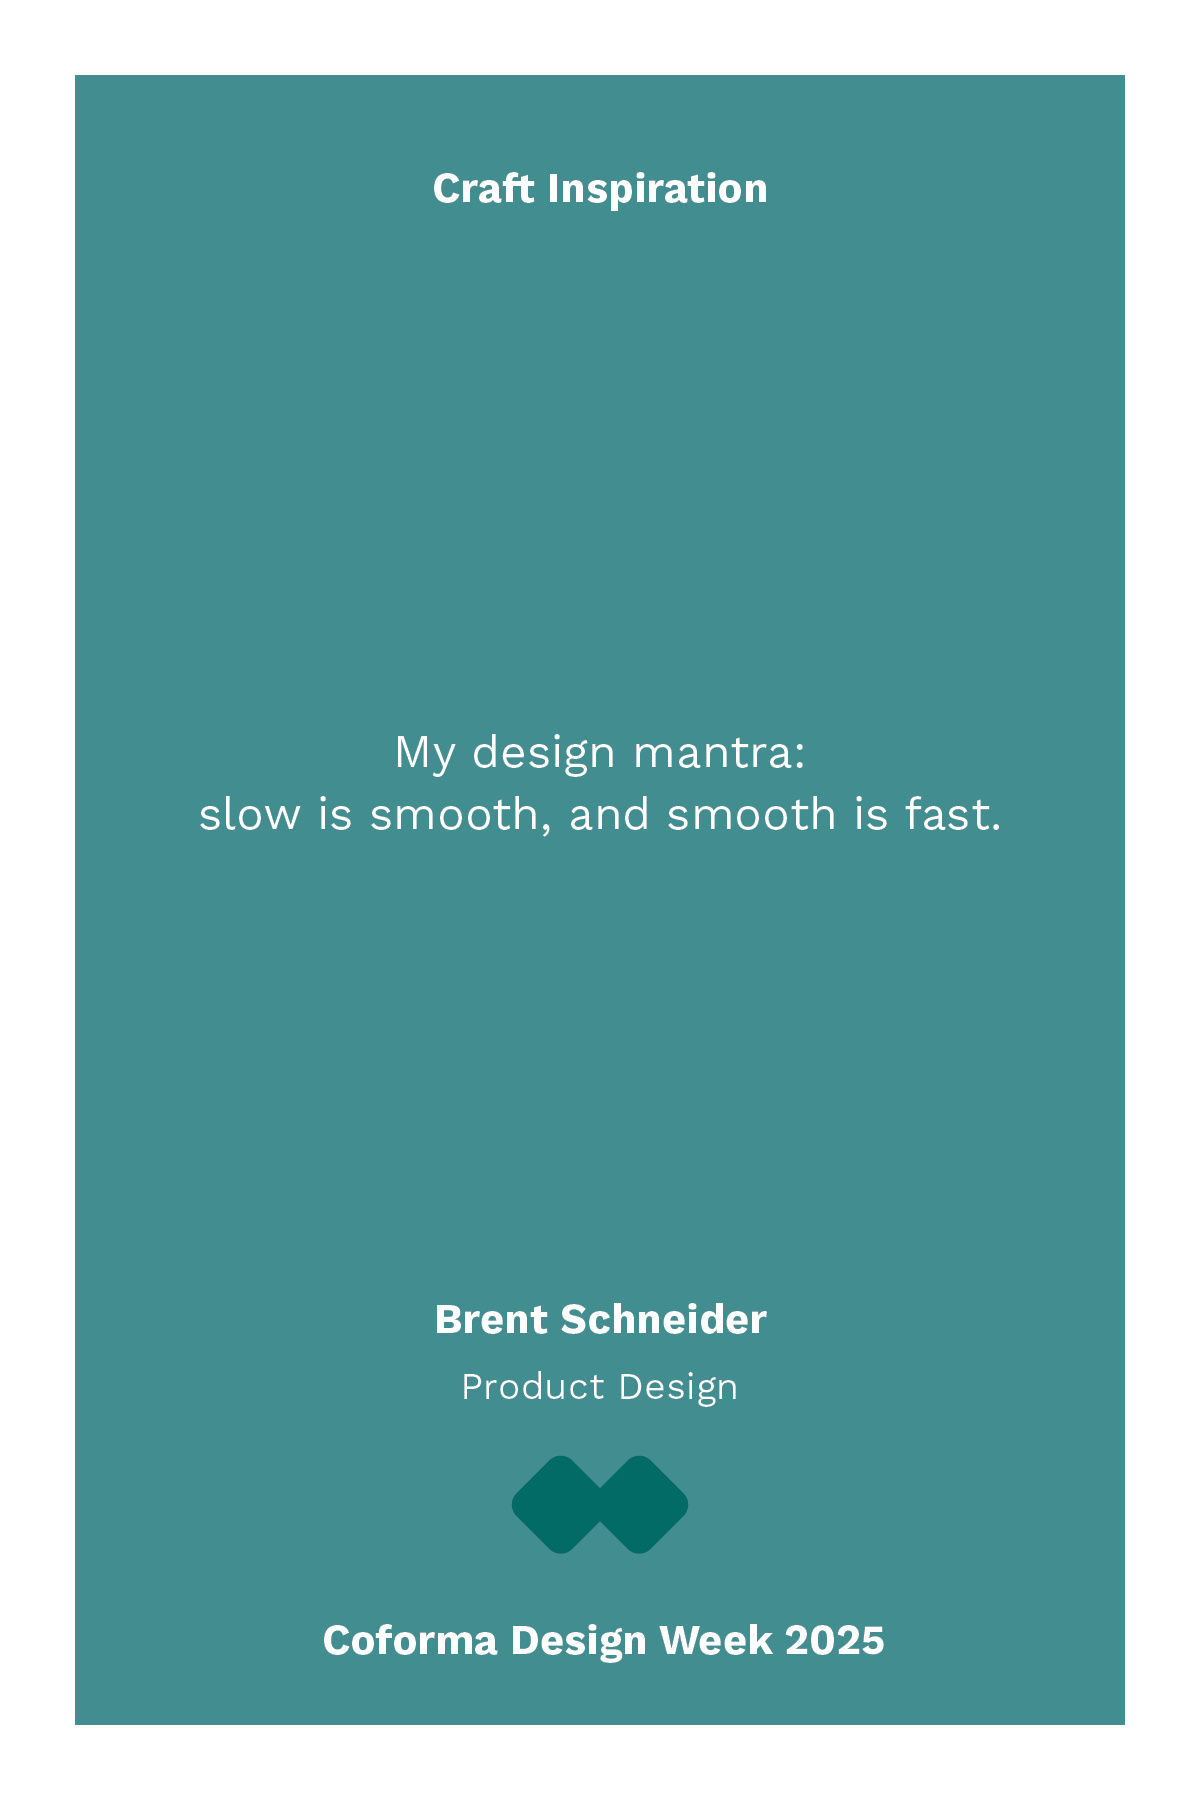 Craft Inspiration
My design mantra:
slow is smooth, and smooth is fast.
Brent Schneider
Product Design
Coforma Design Week 2025